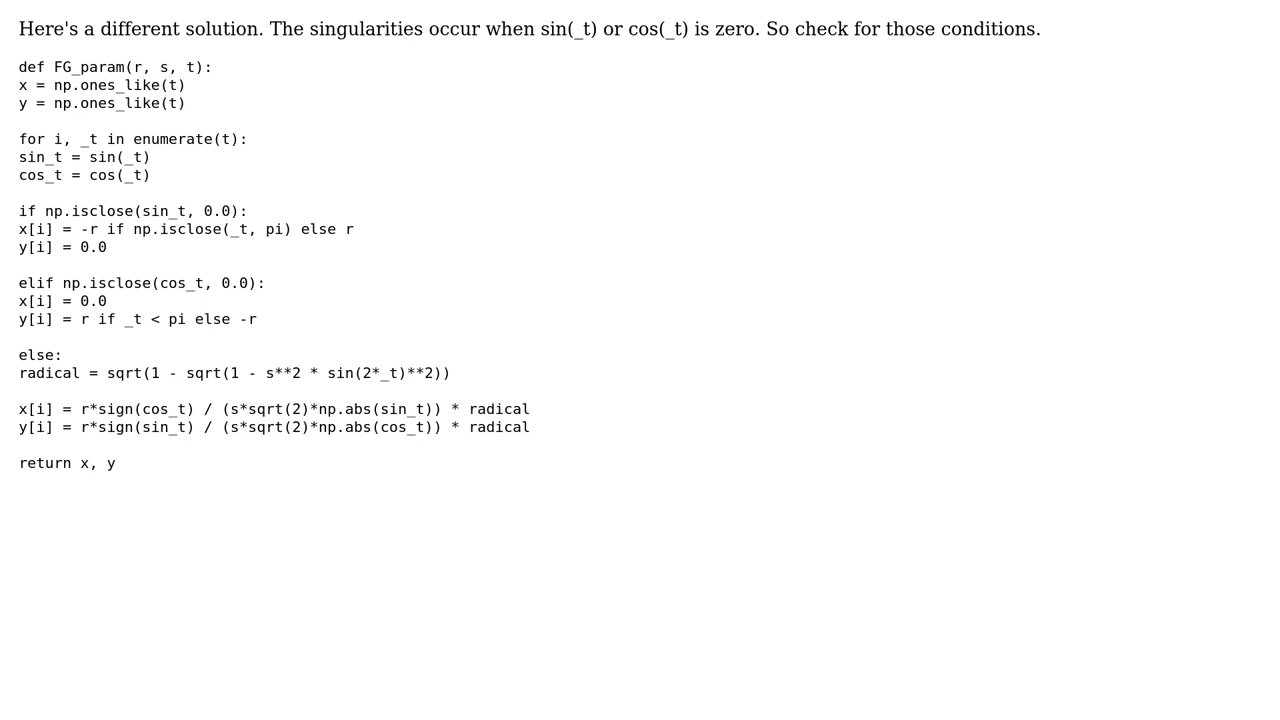 Here's a different solution. The singularities occur when sin(_t) or cos(_t) is zero. So check for those conditions.
def FG_param(r, s, t):
x = np.ones_like(t)
y = np.ones_like(t)
for i, _t in enumerate(t):
sin_t = sin(_t)
cos_t = cos(_t)
if np.isclose(sin_t, 0.0):
x[i] = -r if np.isclose(_t, pi) else r
y[i] = 0.0
elif np.isclose(cos_t, 0.0):
x[i] = 0.0
y[i] = r if _t < pi else -r
else:
radical = sqrt(1 - sqrt(1 - s**2 * sin(2*_t)**2))
x[i] = r*sign(cos_t) / (s*sqrt(2)*np.abs(sin_t)) * radical
y[i] = r*sign(sin_t) / (s*sqrt(2)*np.abs(cos_t)) * radical
return x, y